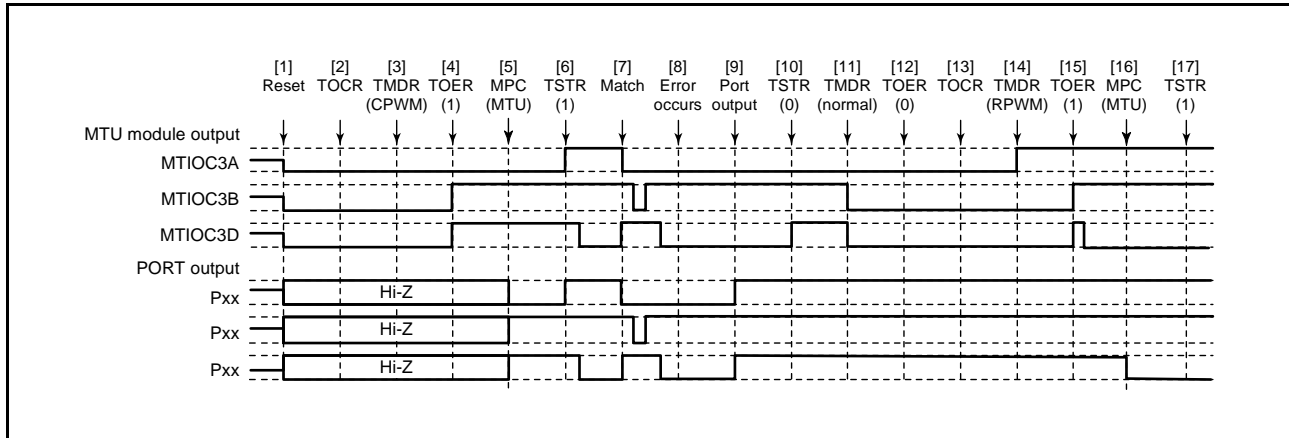 [1] [2] [3] [4] [5] [6] [7] [8] [9] [10] [11] [12] [13] [14] [15] [16] [17]
Reset TOCR TMDR TOER MPC TSTR Match Error Port TSTR TMDR TOER TOCR TMDR TOER MPC TSTR
(CPWM) (1) (MTU) (1) occurs output (0) (normal) (0) (RPWM) (1) (MTU) (1)
MTU module output
MTIOC3A
MTIOC3B
MTIOC3D
PORT output
Pxx Hi-Z
Pxx Hi-Z
Pxx Hi-Z